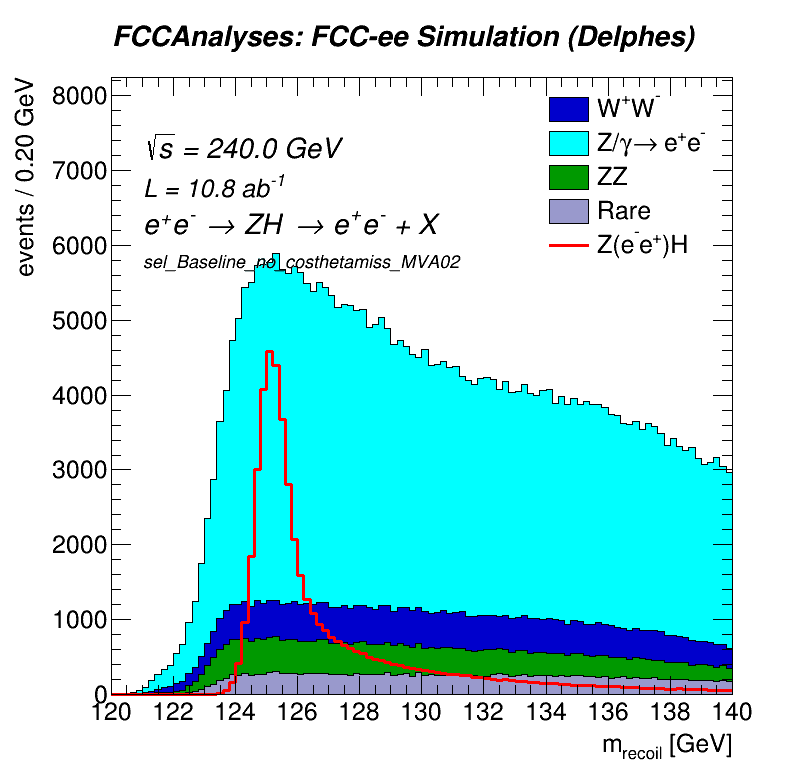 FCCAnalyses: FCC-ee Simulation (Delphes)
events / 0.20 GeV
8000
7000
6000
5000
4000
3000
2000
1000
0
√s = 240.0 GeV
L = 10.8 ab⁻¹
e⁺e⁻ → ZH → e⁺e⁻ + X
sel_Baseline_no_costhetamiss_MVA02
W⁺W⁻
Z/γ→ e⁺e⁻
ZZ
Rare
Z(e⁻e⁺)H
120 122 124 126 128 130 132 134 136 138 140
m_recoil [GeV]